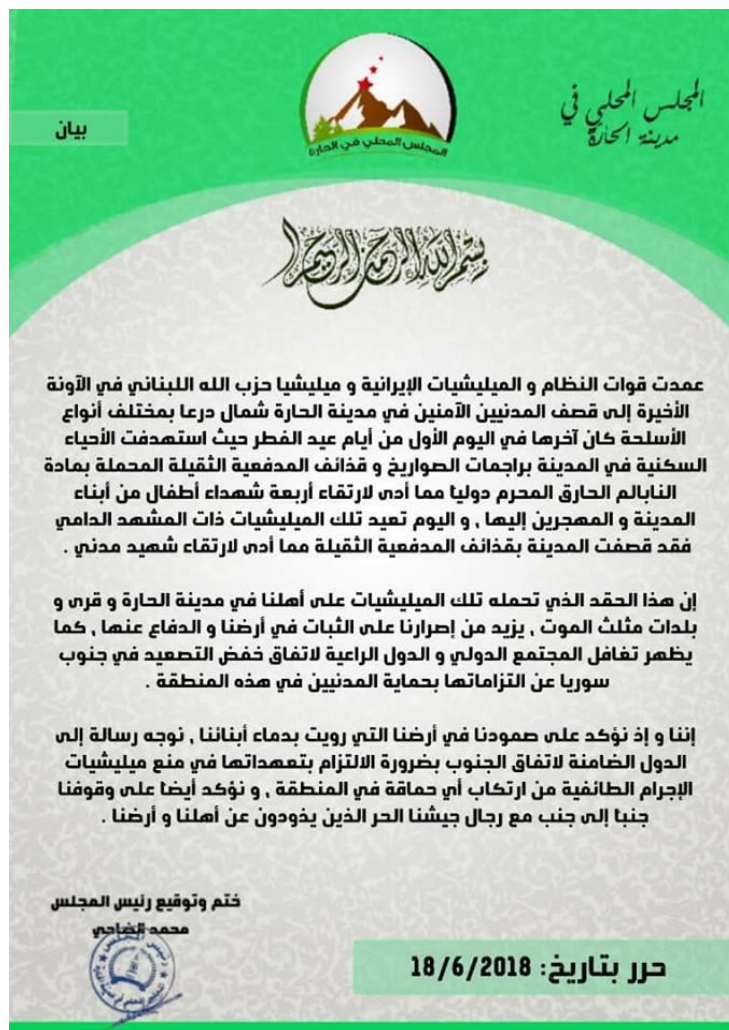 المجلس المحلي في
مدينة الحارّة
المجلس المحلي في الحارة
بيان
بسم الله الرحمن الرحيم
عمدت قوات النظام و الميليشيات الإيرانية و ميليشيا حزب الله اللبناني في الآونة
الأخيرة إلى قصف المدنيين الآمنين في مدينة الحارة شمال درعا بمختلف أنواع
الأسلحة كان آخرها في اليوم الأول من أيام عيد الفطر حيث استهدفت الأحياء
السكنية في المدينة براجمات الصواريخ و قذائف المدفعية الثقيلة المحملة بمادة
النابالم الحارق المحرم دولياً مما أدى لارتقاء أربعة شهداء أطفال من أبناء
المدينة و المهجرين إليها , و اليوم تعيد تلك الميليشيات ذات المشهد الدامي
فقد قصفت المدينة بقذائف المدفعية الثقيلة مما أدى لارتقاء شهيد مدني .
إن هذا الحقد الذي تحمله تلك الميليشيات على أهلنا في مدينة الحارة و قرى و
بلدات مثلث الموت , يزيد من إصرارنا على الثبات في أرضنا و الدفاع عنها , كما
يظهر تغافل المجتمع الدولي و الدول الراعية لاتفاق خفض التصعيد في جنوب
سوريا عن التزاماتها بحماية المدنيين في هذه المنطقة .
إننا و إذ نؤكد على صمودنا في أرضنا التي رويت بدماء أبنائنا , نوجه رسالة إلى
الدول الضامنة لاتفاق الجنوب بضرورة الالتزام بتعهداتها في منع ميليشيات
الإجرام الطائفية من ارتكاب أي حماقة في المنطقة , و نؤكد أيضاً على وقوفنا
جنباً إلى جنب مع رجال جيشنا الحر الذين يذودون عن أهلنا و أرضنا .
ختم وتوقيع رئيس المجلس
محمد الضاحي
حرر بتاريخ: 18/6/2018